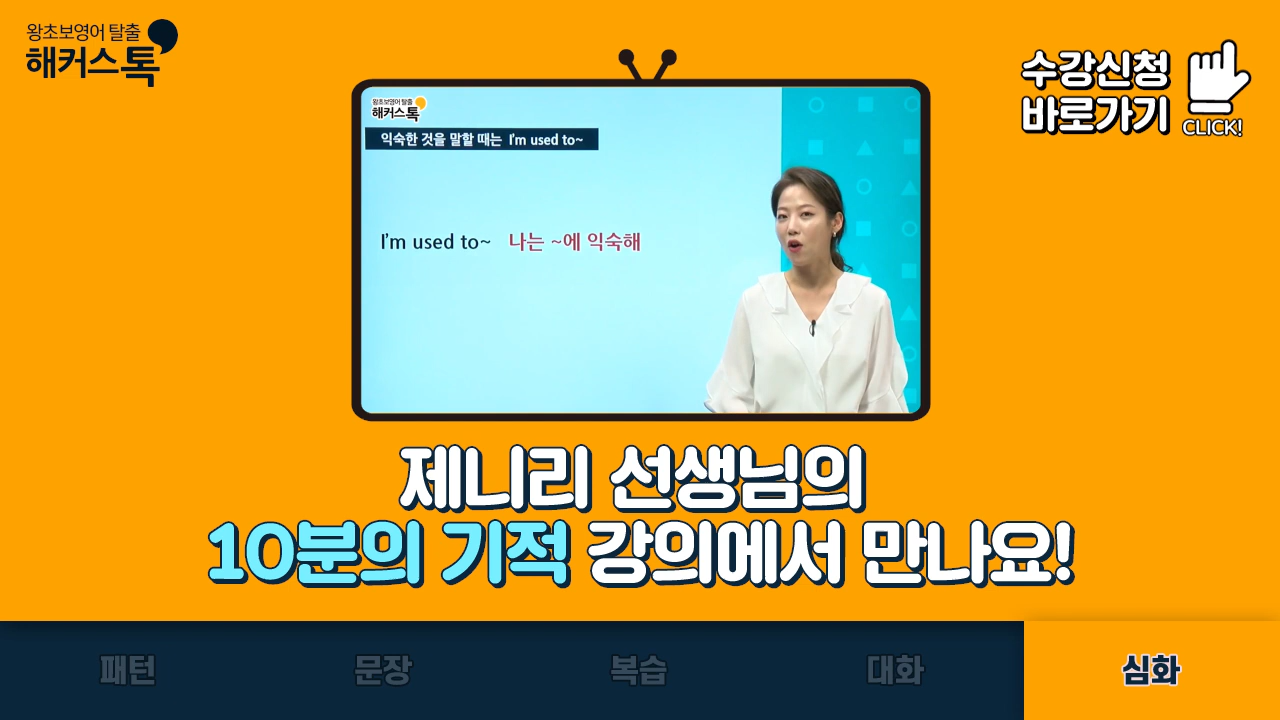 왕초보영어 탈출
해커스톡
수강신청
바로가기
CLICK!
왕초보영어 탈출
해커스톡
익숙한 것을 말할 때는 I'm used to~
I'm used to~ 나는 ~에 익숙해
제니리 선생님의
10분의 기적 강의에서 만나요!
패턴 문장 복습 대화 심화